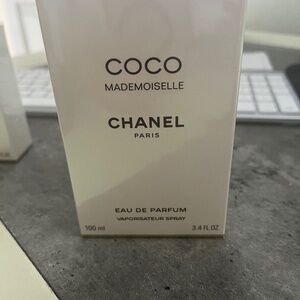 COCO
MADEMOISELLE
CHANEL
PARIS
EAU DE PARFUM
VAPORISATEUR SPRAY
100 ml 3.4 FL.OZ